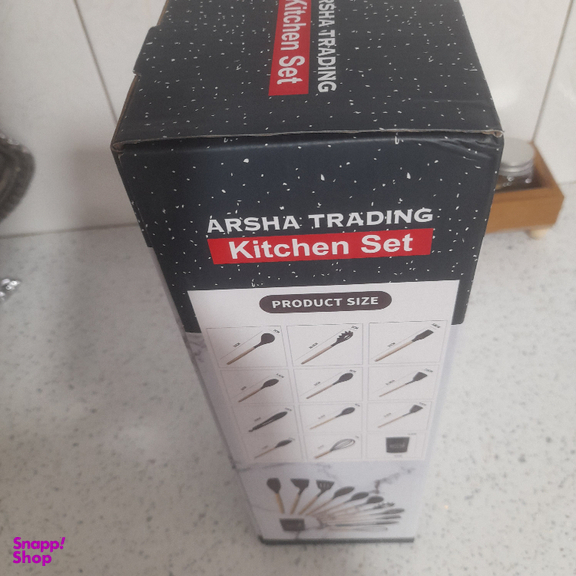 ARSHA TRADING
Kitchen Set
ARSHA TRADING
Kitchen Set
PRODUCT SIZE
Snapp!
Shop